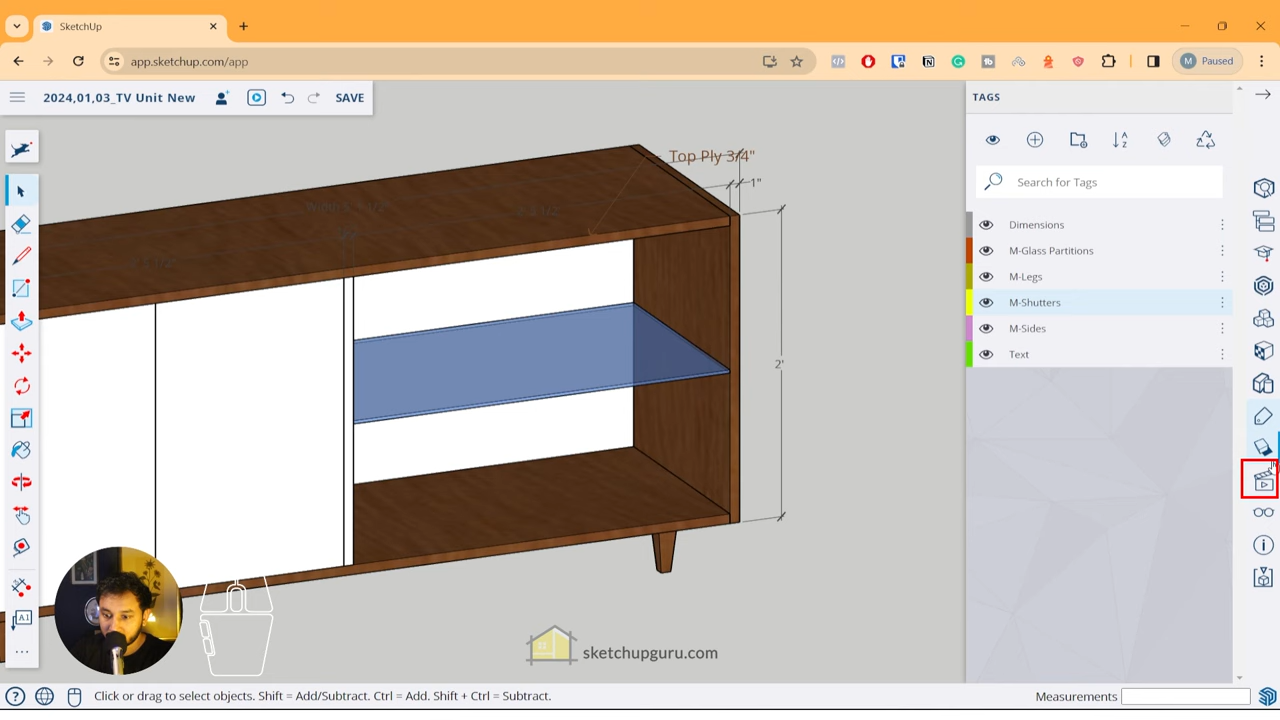 SketchUp
app.sketchup.com/app
M Paused
2024,01,03_TV Unit New
SAVE
TAGS
Search for Tags
Dimensions
M-Glass Partitions
M-Legs
M-Shutters
M-Sides
Text
Top Ply 3/4"
1"
2'
sketchupguru.com
Click or drag to select objects. Shift = Add/Subtract. Ctrl = Add. Shift + Ctrl = Subtract.
Measurements